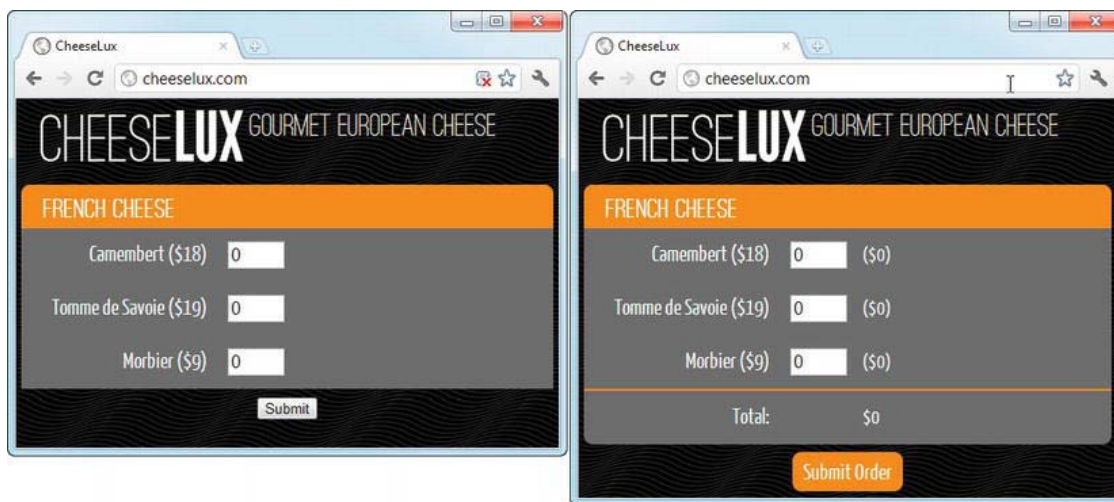 CheeseLux
cheeselux.com
CHEESELUX GOURMET EUROPEAN CHEESE
FRENCH CHEESE
Camembert ($18) 0
Tomme de Savoie ($19) 0
Morbier ($9) 0
Submit
CheeseLux
cheeselux.com
CHEESELUX GOURMET EUROPEAN CHEESE
FRENCH CHEESE
Camembert ($18) 0 ($0)
Tomme de Savoie ($19) 0 ($0)
Morbier ($9) 0 ($0)
Total: $0
Submit Order